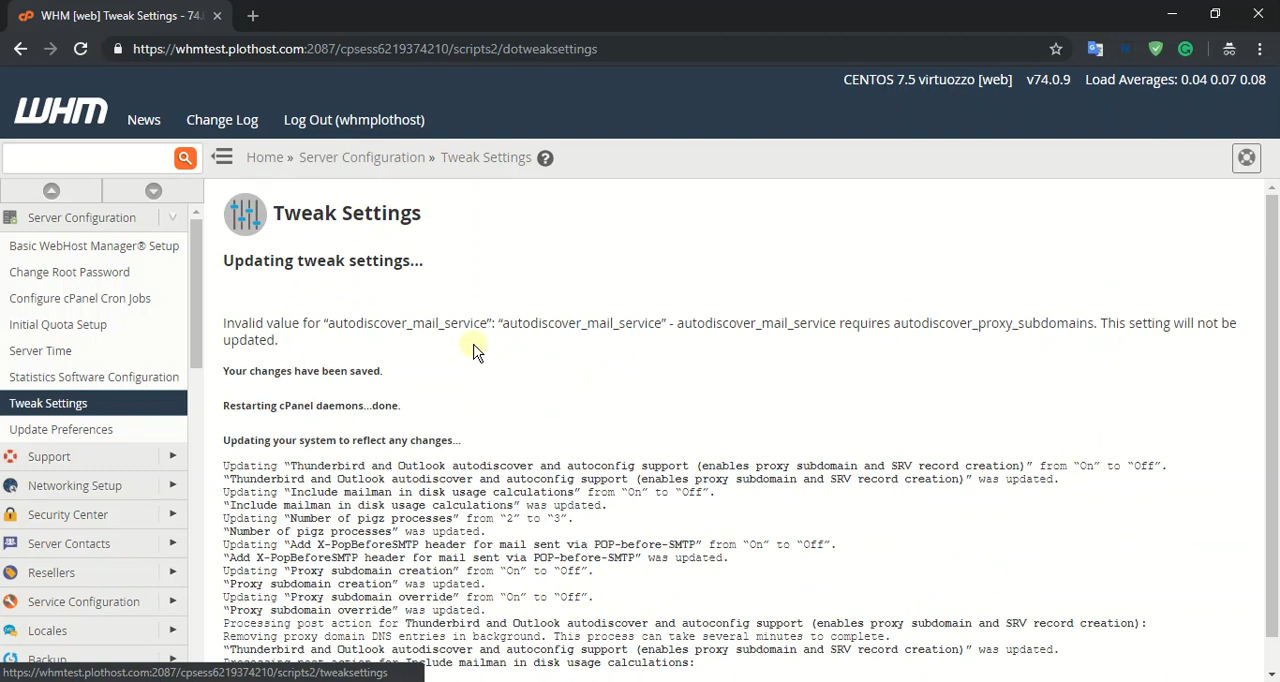 WHM [web] Tweak Settings - 74.
https://whmtest.plothost.com:2087/cpsess6219374210/scripts2/dotweaksettings
CENTOS 7.5 virtuozzo [web] v74.0.9 Load Averages: 0.04 0.07 0.08
WHM News Change Log Log Out (whmplothost)
Home » Server Configuration » Tweak Settings ?
Server Configuration
Basic WebHost Manager® Setup
Change Root Password
Configure cPanel Cron Jobs
Initial Quota Setup
Server Time
Statistics Software Configuration
Tweak Settings
Update Preferences
Support
Networking Setup
Security Center
Server Contacts
Resellers
Service Configuration
Locales
Backup
Tweak Settings
Updating tweak settings...
Invalid value for “autodiscover_mail_service”: “autodiscover_mail_service” - autodiscover_mail_service requires autodiscover_proxy_subdomains. This setting will not be
updated.
Your changes have been saved.
Restarting cPanel daemons…done.
Updating your system to reflect any changes...
Updating “Thunderbird and Outlook autodiscover and autoconfig support (enables proxy subdomain and SRV record creation)” from “On” to “Off”.
“Thunderbird and Outlook autodiscover and autoconfig support (enables proxy subdomain and SRV record creation)” was updated.
Updating “Include mailman in disk usage calculations” from “On” to “Off”.
“Include mailman in disk usage calculations” was updated.
Updating “Number of pigz processes” from “2” to “3”.
“Number of pigz processes” was updated.
Updating “Add X-PopBeforeSMTP header for mail sent via POP-before-SMTP” from “On” to “Off”.
“Add X-PopBeforeSMTP header for mail sent via POP-before-SMTP” was updated.
Updating “Proxy subdomain creation” from “On” to “Off”.
“Proxy subdomain creation” was updated.
Updating “Proxy subdomain override” from “On” to “Off”.
“Proxy subdomain override” was updated.
Processing post action for Thunderbird and Outlook autodiscover and autoconfig support (enables proxy subdomain and SRV record creation):
Removing proxy domain DNS entries in background. This process can take several minutes to complete.
“Thunderbird and Outlook autodiscover and autoconfig support (enables proxy subdomain and SRV record creation)” was updated.
Processing post action for Include mailman in disk usage calculations:
https://whmtest.plothost.com:2087/cpsess6219374210/scripts2/tweaksettings